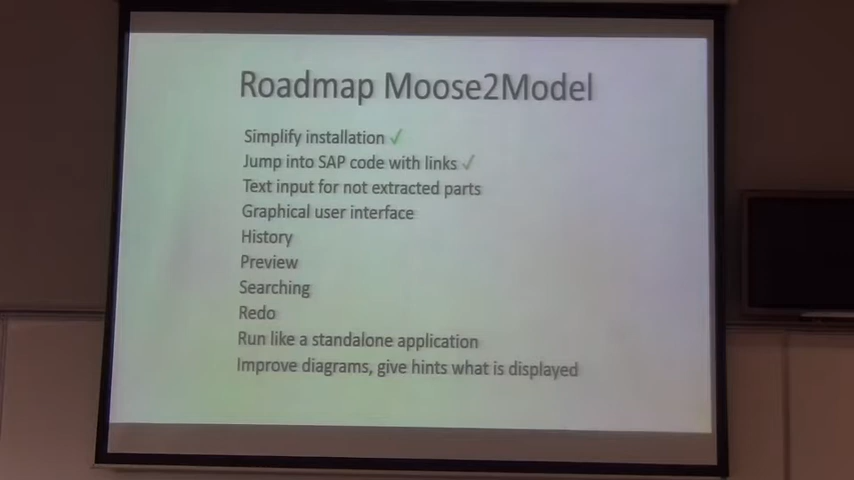 Roadmap Moose2Model
Simplify installation ✓
Jump into SAP code with links ✓
Text input for not extracted parts
Graphical user interface
History
Preview
Searching
Redo
Run like a standalone application
Improve diagrams, give hints what is displayed